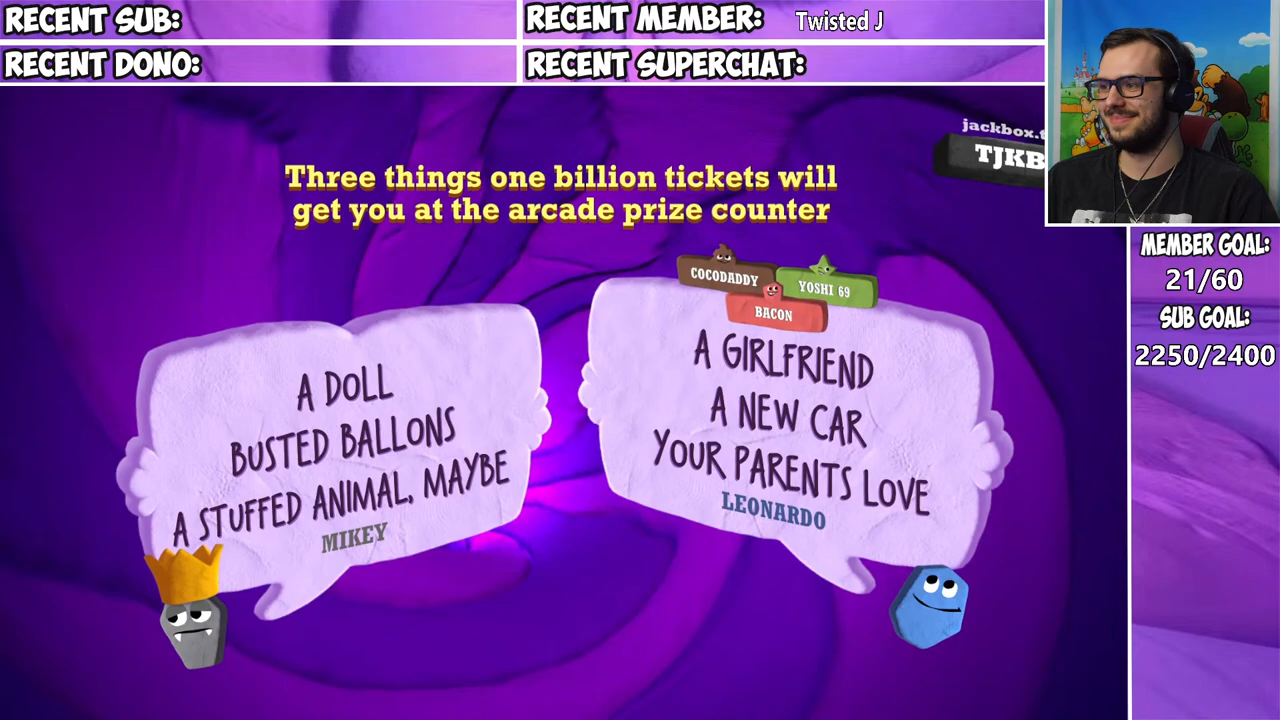 RECENT SUB:
RECENT MEMBER: Twisted J
RECENT DONO:
RECENT SUPERCHAT:
jackbox.t
TJKB
Three things one billion tickets will
get you at the arcade prize counter
MEMBER GOAL:
21/60
SUB GOAL:
2250/2400
COCODADDY
YOSHI 69
BACON
A DOLL
BUSTED BALLONS
A STUFFED ANIMAL, MAYBE
MIKEY
A GIRLFRIEND
A NEW CAR
YOUR PARENTS LOVE
LEONARDO